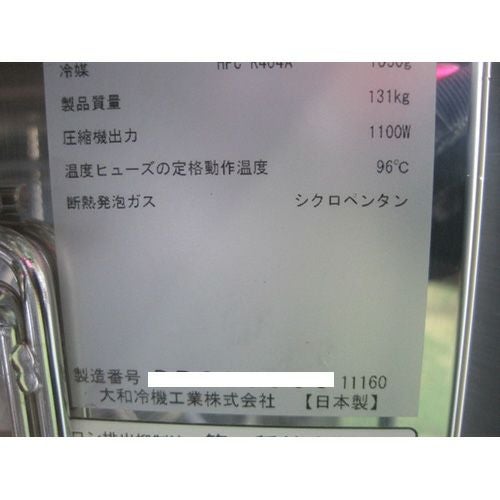 冷媒 HFC R404A
製品質量 131kg
圧縮機出力 1100W
温度ヒューズの定格動作温度 96℃
断熱発泡ガス シクロペンタン
製造番号 11160
大和冷機工業株式会社 【日本製】